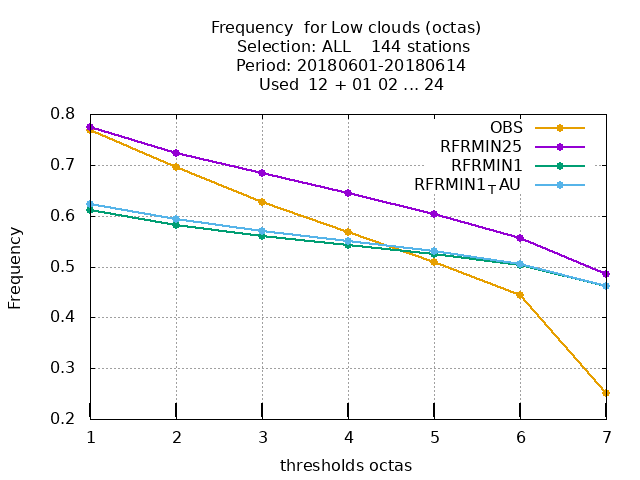 Frequency  for Low clouds (octas)
Selection: ALL    144 stations
Period: 20180601-20180614
Used  12 + 01 02 ... 24
OBS
RFRMIN25
RFRMIN1
RFRMIN1_TAU
Frequency
0.8
0.7
0.6
0.5
0.4
0.3
0.2
1 2 3 4 5 6 7
thresholds octas